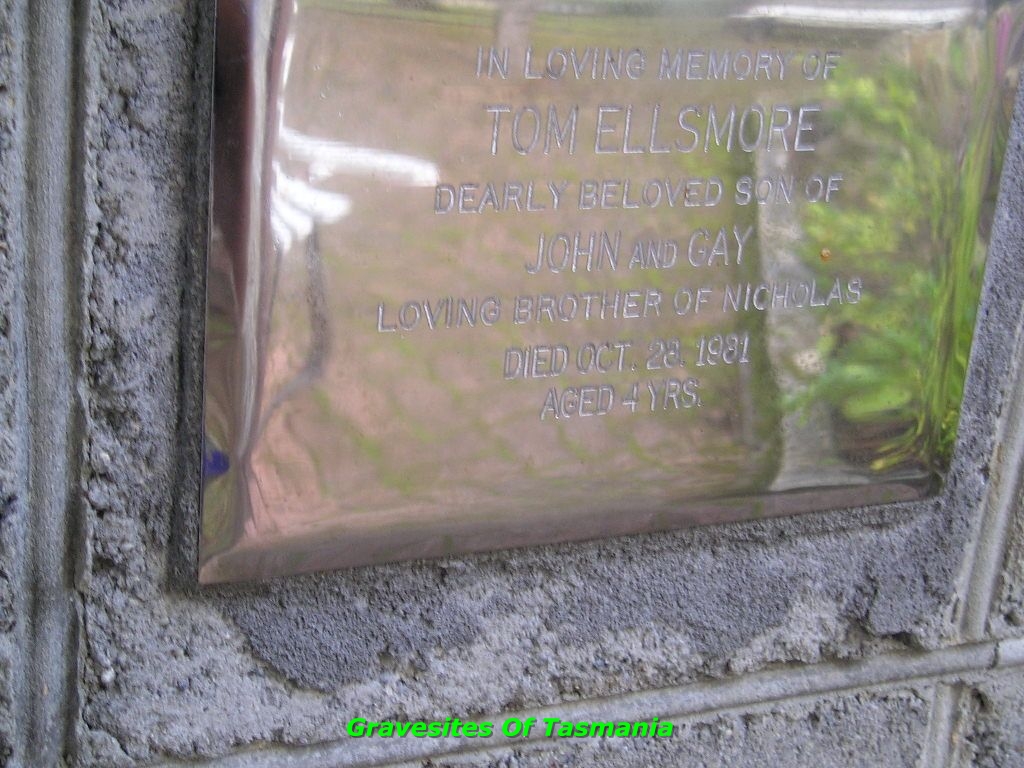 IN LOVING MEMORY OF
TOM ELLSMORE
DEARLY BELOVED SON OF
JOHN AND GAY
LOVING BROTHER OF NICHOLAS
DIED OCT. 28. 1981
AGED 4 YRS.
Gravesites Of Tasmania